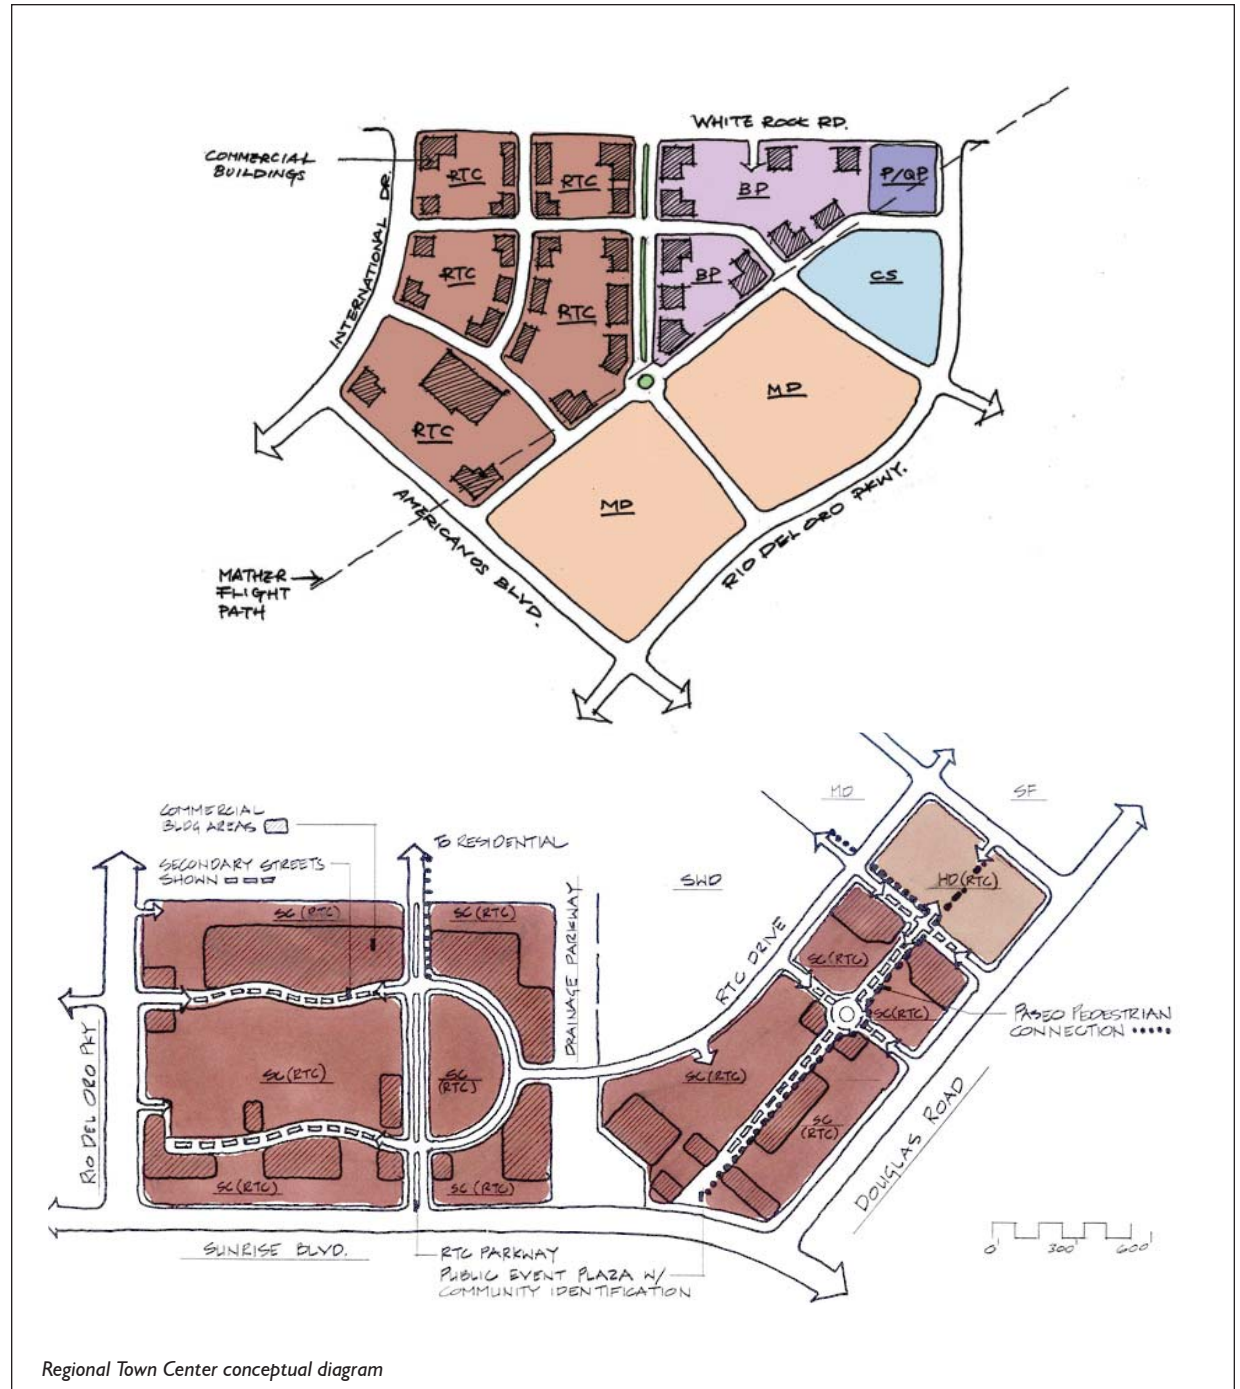 WHITE ROCK RD.
COMMERCIAL
BUILDINGS
INTERNATIONAL DR.
RTC
RTC
BP
P/QP
RTC
RTC
BP
CS
RTC
MD
MD
AMERICANOS BLVD.
RIO DEL ORO PKWY.
MATHER
FLIGHT
PATH
COMMERCIAL
BLDG AREAS
SECONDARY STREETS
SHOWN
TO RESIDENTIAL
MD
SF
SWD
HD (RTC)
SC (RTC)
SC (RTC)
DRAINAGE PARKWAY
RTC DRIVE
SC (RTC)
SC (RTC)
PASEO PEDESTRIAN
CONNECTION
RIO DEL ORO PKY
SC (RTC)
SC
(RTC)
SC (RTC)
SC
(RTC)
SC (RTC)
SC (RTC)
DOUGLAS ROAD
SUNRISE BLVD.
RTC PARKWAY
PUBLIC EVENT PLAZA W/
COMMUNITY IDENTIFICATION
0' 300' 600'
Regional Town Center conceptual diagram